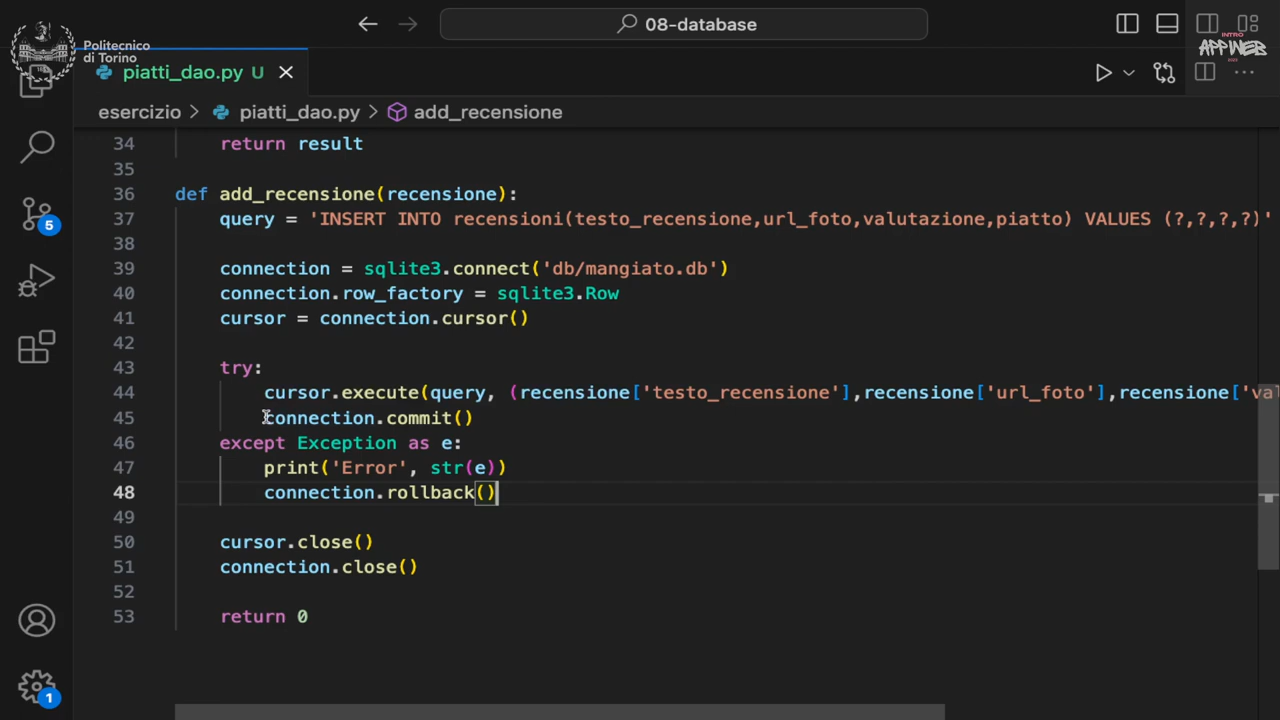 Politecnico
di Torino
08-database
INTRO
APPWEB
piatti_dao.py U
esercizio > piatti_dao.py > add_recensione
34 return result
35
36 def add_recensione(recensione):
37 query = 'INSERT INTO recensioni(testo_recensione,url_foto,valutazione,piatto) VALUES (?,?,?,?)'
38
39 connection = sqlite3.connect('db/mangiato.db')
40 connection.row_factory = sqlite3.Row
41 cursor = connection.cursor()
42
43 try:
44 cursor.execute(query, (recensione['testo_recensione'],recensione['url_foto'],recensione['va
45 connection.commit()
46 except Exception as e:
47 print('Error', str(e))
48 connection.rollback()
49
50 cursor.close()
51 connection.close()
52
53 return 0
5
1